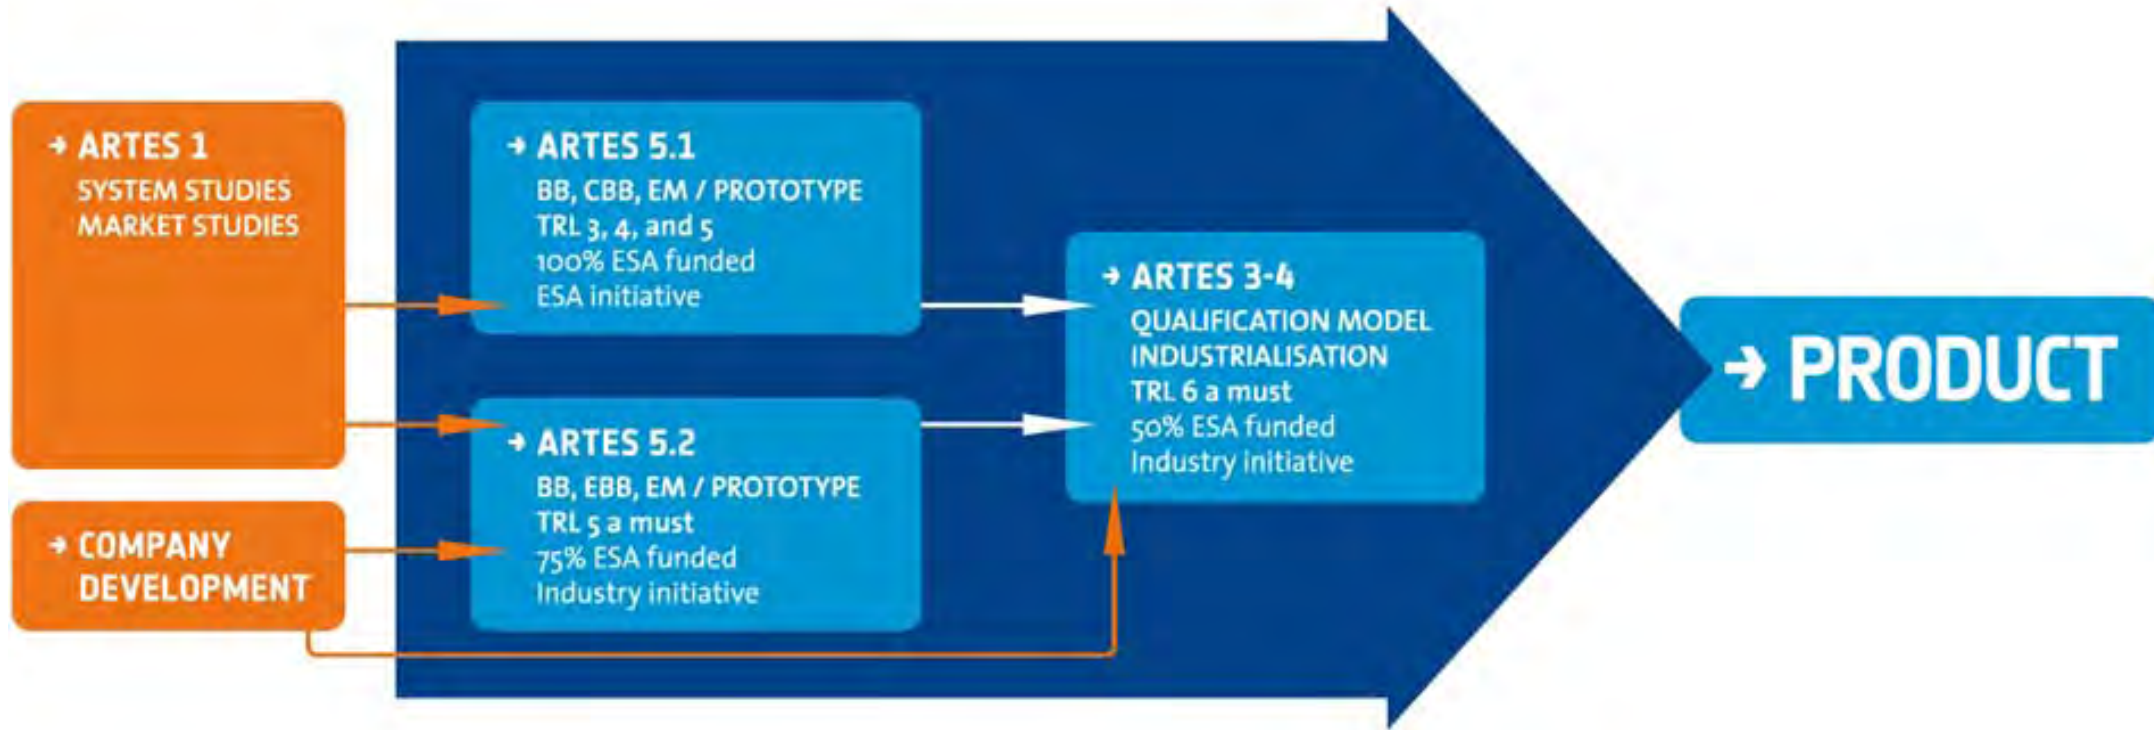 → ARTES 1
SYSTEM STUDIES
MARKET STUDIES
→ COMPANY
DEVELOPMENT
→ ARTES 5.1
BB, CBB, EM / PROTOTYPE
TRL 3, 4, and 5
100% ESA funded
ESA initiative
→ ARTES 5.2
BB, EBB, EM / PROTOTYPE
TRL 5 a must
75% ESA funded
Industry initiative
→ ARTES 3-4
QUALIFICATION MODEL
INDUSTRIALISATION
TRL 6 a must
50% ESA funded
Industry initiative
→ PRODUCT